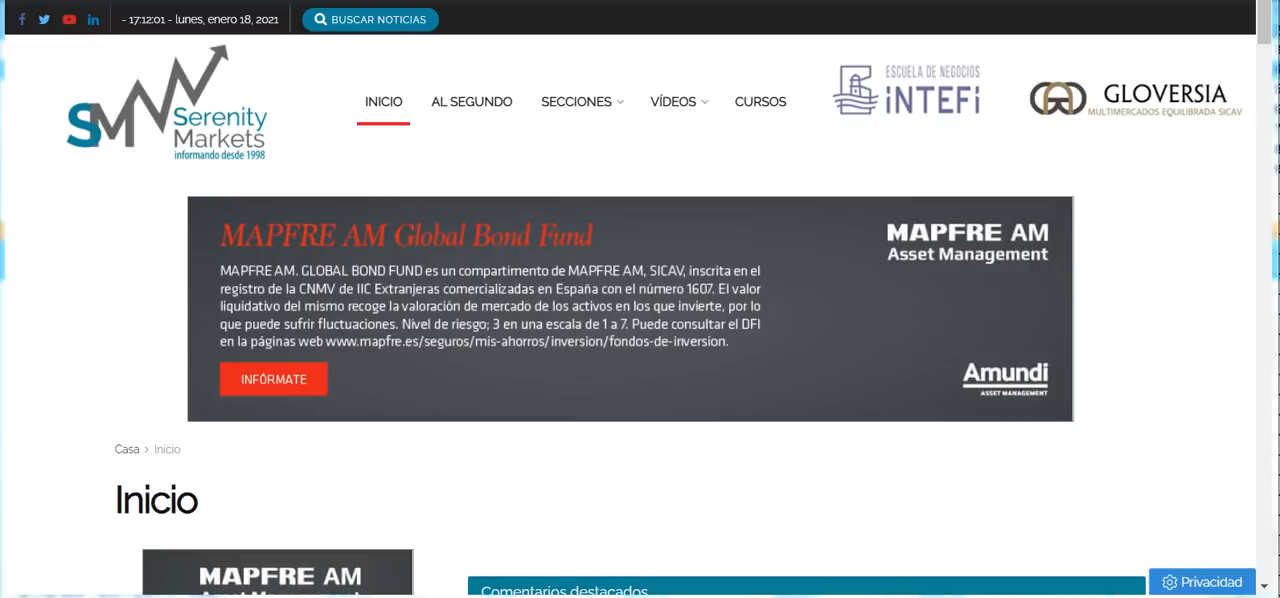 - 17:12:01 - lunes, enero 18, 2021
BUSCAR NOTICIAS
SM
Serenity
Markets
informando desde 1998
INICIO
AL SEGUNDO
SECCIONES
VÍDEOS
CURSOS
ESCUELA DE NEGOCIOS
INTEFi
GLOVERSIA
MULTIMERCADOS EQUILIBRADA SICAV
MAPFRE AM Global Bond Fund
MAPFRE AM. GLOBAL BOND FUND es un compartimento de MAPFRE AM, SICAV, inscrita en el
registro de la CNMV de IIC Extranjeras comercializadas en España con el número 1607. El valor
liquidativo del mismo recoge la valoración de mercado de los activos en los que invierte, por lo
que puede sufrir fluctuaciones. Nivel de riesgo; 3 en una escala de 1 a 7. Puede consultar el DFI
en la páginas web www.mapfre.es/seguros/mis-ahorros/inversion/fondos-de-inversion.
INFÓRMATE
MAPFRE AM
Asset Management
Amundi
ASSET MANAGEMENT
Casa > Inicio
Inicio
MAPFRE AM
Asset Management
Comentarios destacados
Privacidad